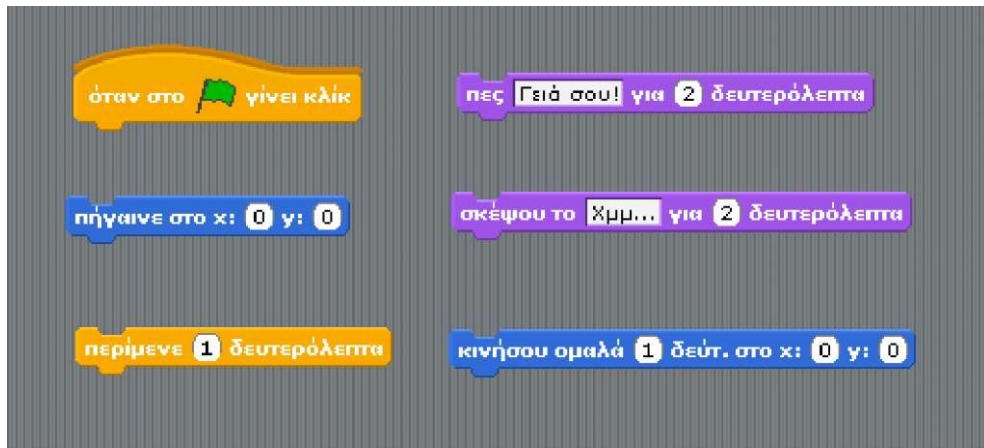 όταν στο γίνει κλίκ
πήγαινε στο x: 0 y: 0
περίμενε 1 δευτερόλεπτα
πες Γειά σου! για 2 δευτερόλεπτα
σκέψου το Χμμ... για 2 δευτερόλεπτα
κινήσου ομαλά 1 δεύτ. στο x: 0 y: 0